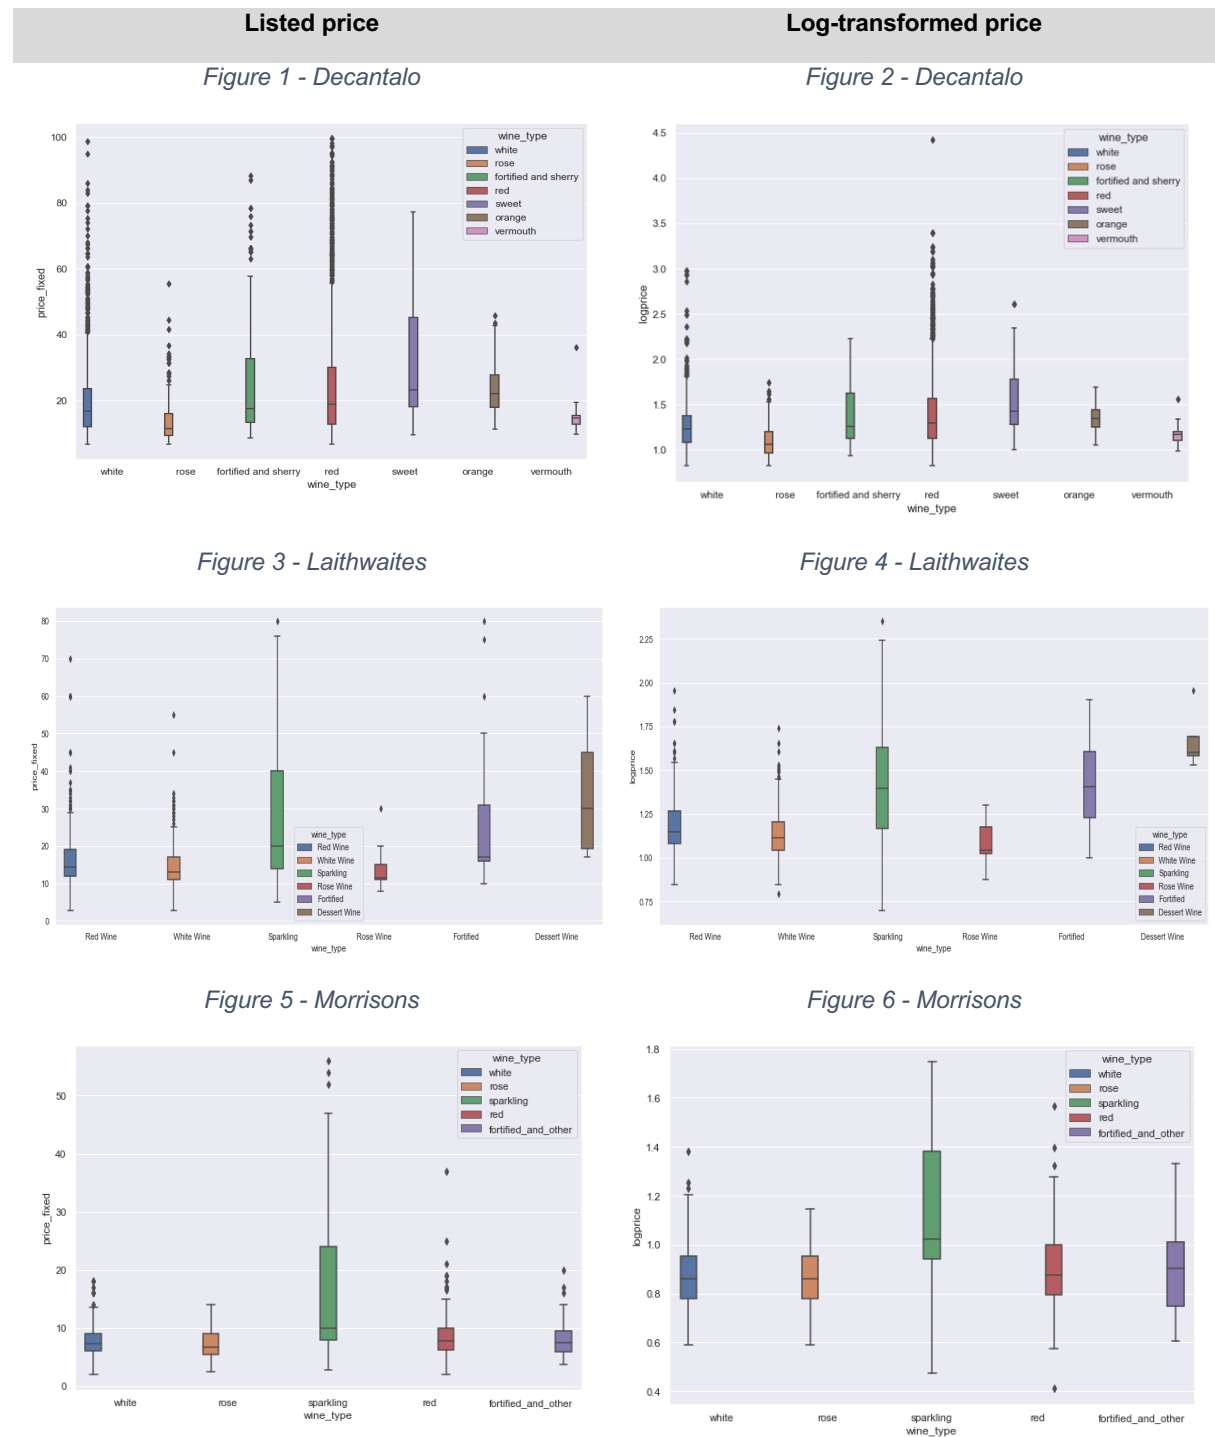 Listed price
Log-transformed price
Figure 1 - Decantalo
Figure 2 - Decantalo
100
80
60
40
20
price_fixed
wine_type
white
rose
fortified and sherry
red
sweet
orange
vermouth
white
rose
fortified and sherry
red
sweet
orange
vermouth
wine_type
4.5
4.0
3.5
3.0
2.5
2.0
1.5
1.0
logprice
wine_type
white
rose
fortified and sherry
red
sweet
orange
vermouth
white
rose
fortified and sherry
red
sweet
orange
vermouth
wine_type
Figure 3 - Laithwaites
Figure 4 - Laithwaites
80
70
60
50
40
30
20
10
0
price_fixed
wine_type
Red Wine
White Wine
Sparkling
Rose Wine
Fortified
Dessert Wine
Red Wine
White Wine
Sparkling
Rose Wine
Fortified
Dessert Wine
wine_type
2.25
2.00
1.75
1.50
1.25
1.00
0.75
logprice
wine_type
Red Wine
White Wine
Sparkling
Rose Wine
Fortified
Dessert Wine
Red Wine
White Wine
Sparkling
Rose Wine
Fortified
Dessert Wine
wine_type
Figure 5 - Morrisons
Figure 6 - Morrisons
50
40
30
20
10
0
price_fixed
wine_type
white
rose
sparkling
red
fortified_and_other
white
rose
sparkling
red
fortified_and_other
wine_type
1.8
1.6
1.4
1.2
1.0
0.8
0.6
0.4
logprice
wine_type
white
rose
sparkling
red
fortified_and_other
white
rose
sparkling
red
fortified_and_other
wine_type